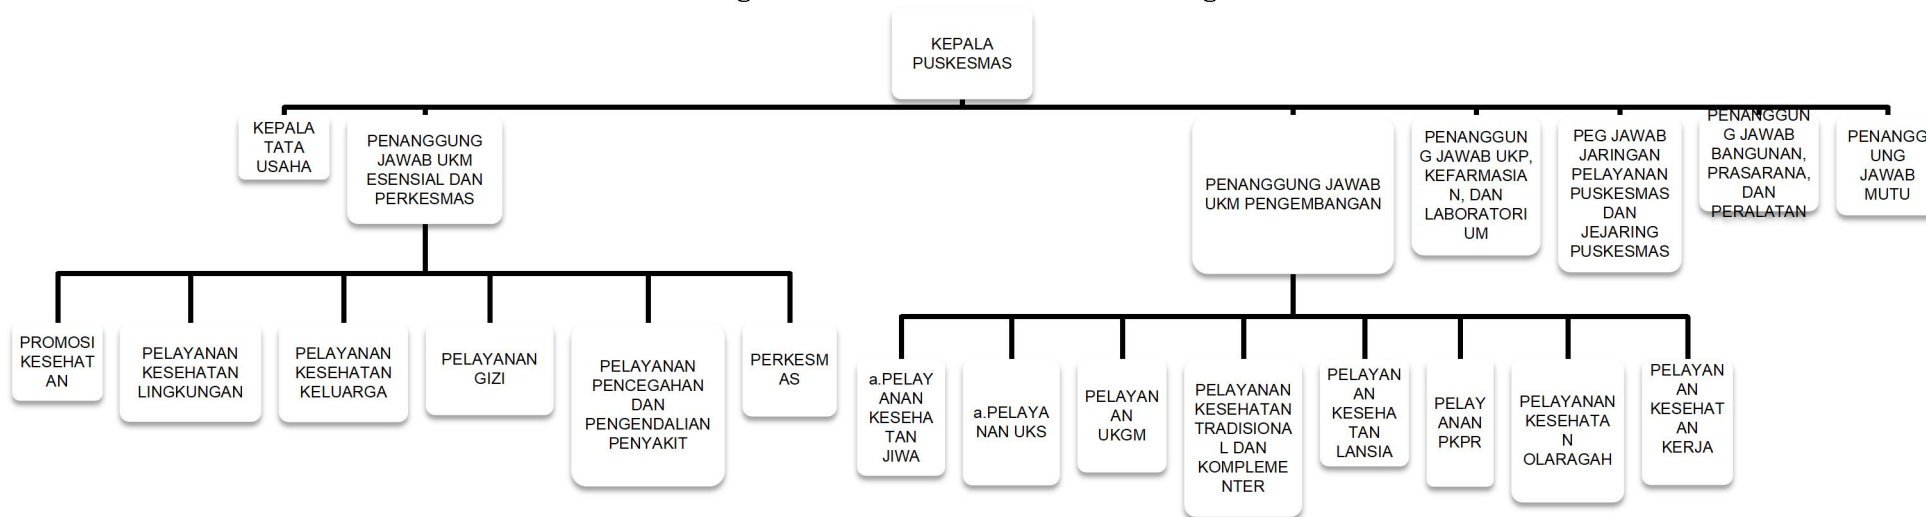 KEPALA
PUSKESMAS
KEPALA
TATA
USAHA
PENANGGUNG
JAWAB UKM
ESENSIAL DAN
PERKESMAS
PENANGGUNG JAWAB
UKM PENGEMBANGAN
PENANGGUN
G JAWAB UKP,
KEFARMASIA
N, DAN
LABORATORI
UM
PEG JAWAB
JARINGAN
PELAYANAN
PUSKESMAS
DAN
JEJARING
PUSKESMAS
PENANGGUN
G JAWAB
BANGUNAN,
PRASARANA,
DAN
PERALATAN
PENANGG
UNG
JAWAB
MUTU
PROMOSI
KESEHAT
AN
PELAYANAN
KESEHATAN
LINGKUNGAN
PELAYANAN
KESEHATAN
KELUARGA
PELAYANAN
GIZI
PELAYANAN
PENCEGAHAN
DAN
PENGENDALIAN
PENYAKIT
PERKESM
AS
a.PELAY
ANAN
KESEHA
TAN
JIWA
a.PELAYA
NAN UKS
PELAYAN
AN
UKGM
PELAYANAN
KESEHATAN
TRADISIONA
L DAN
KOMPLEME
NTER
PELAYAN
AN
KESEHA
TAN
LANSIA
PELAY
ANAN
PKPR
PELAYANAN
KESEHATA
N
OLARAGAH
PELAYAN
AN
KESEHAT
AN
KERJA